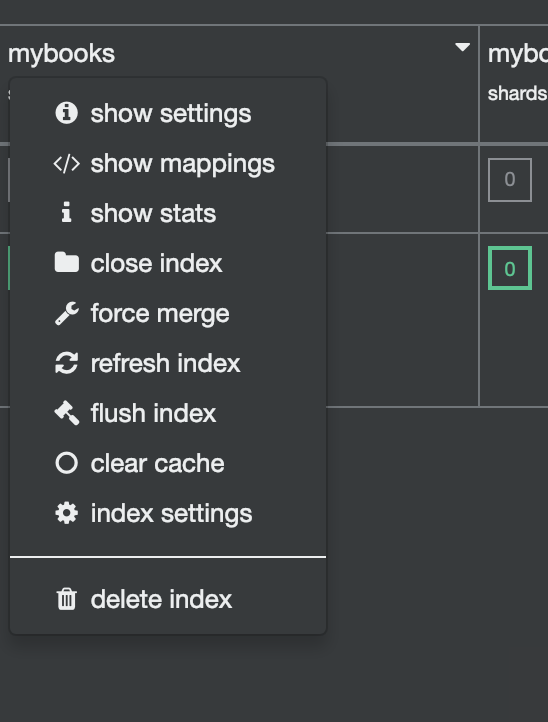 mybooks
mybo
shards
show settings
show mappings
show stats
close index
force merge
refresh index
flush index
clear cache
index settings
delete index
0
0